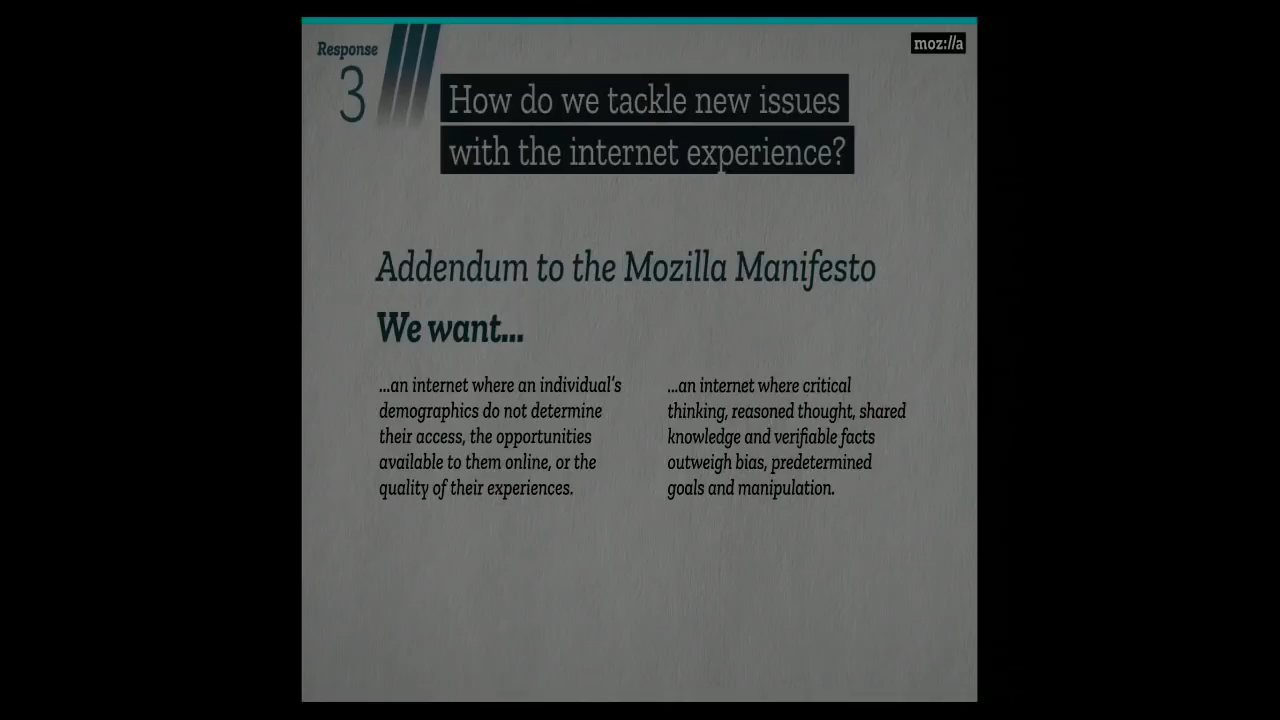 Response
3
moz://a
How do we tackle new issues
with the internet experience?
Addendum to the Mozilla Manifesto
We want...
...an internet where an individual's
demographics do not determine
their access, the opportunities
available to them online, or the
quality of their experiences.
...an internet where critical
thinking, reasoned thought, shared
knowledge and verifiable facts
outweigh bias, predetermined
goals and manipulation.